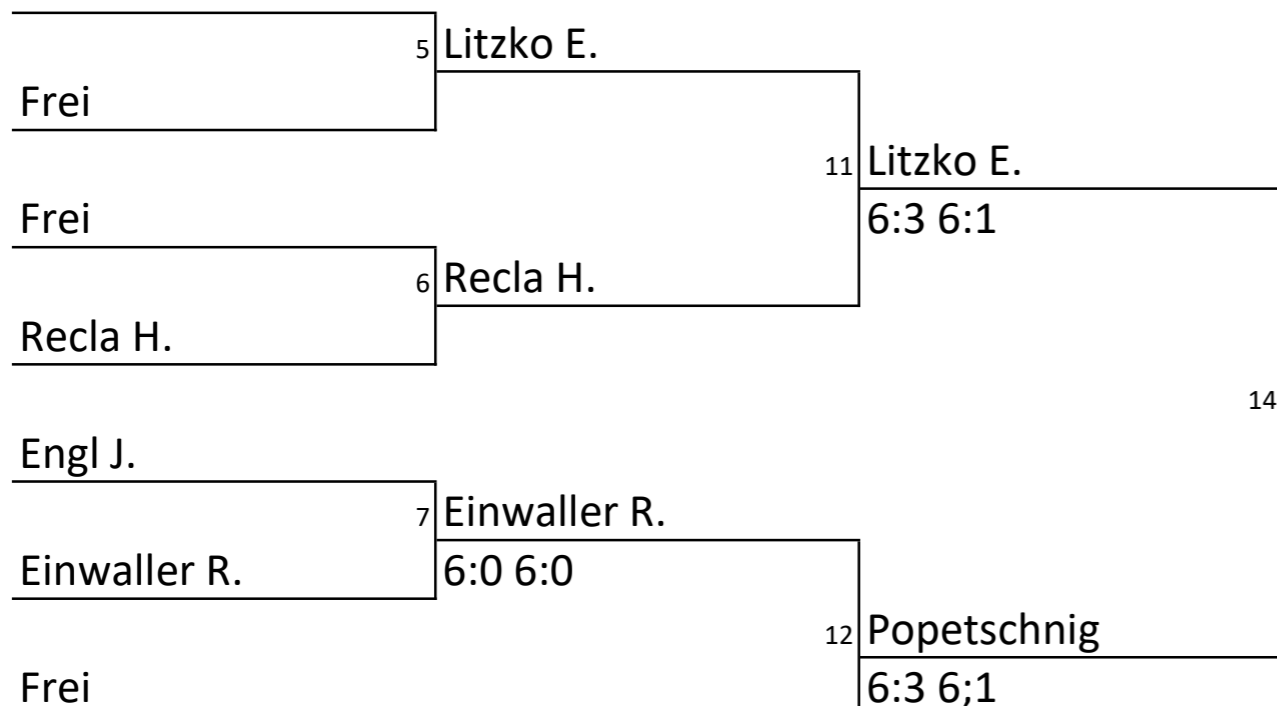 5 Litzko E.
Frei
11 Litzko E.
Frei
6:3 6:1
6 Recla H.
Recla H.
14
Engl J.
7 Einwaller R.
Einwaller R.
6:0 6:0
12 Popetschnig
Frei
6:3 6;1